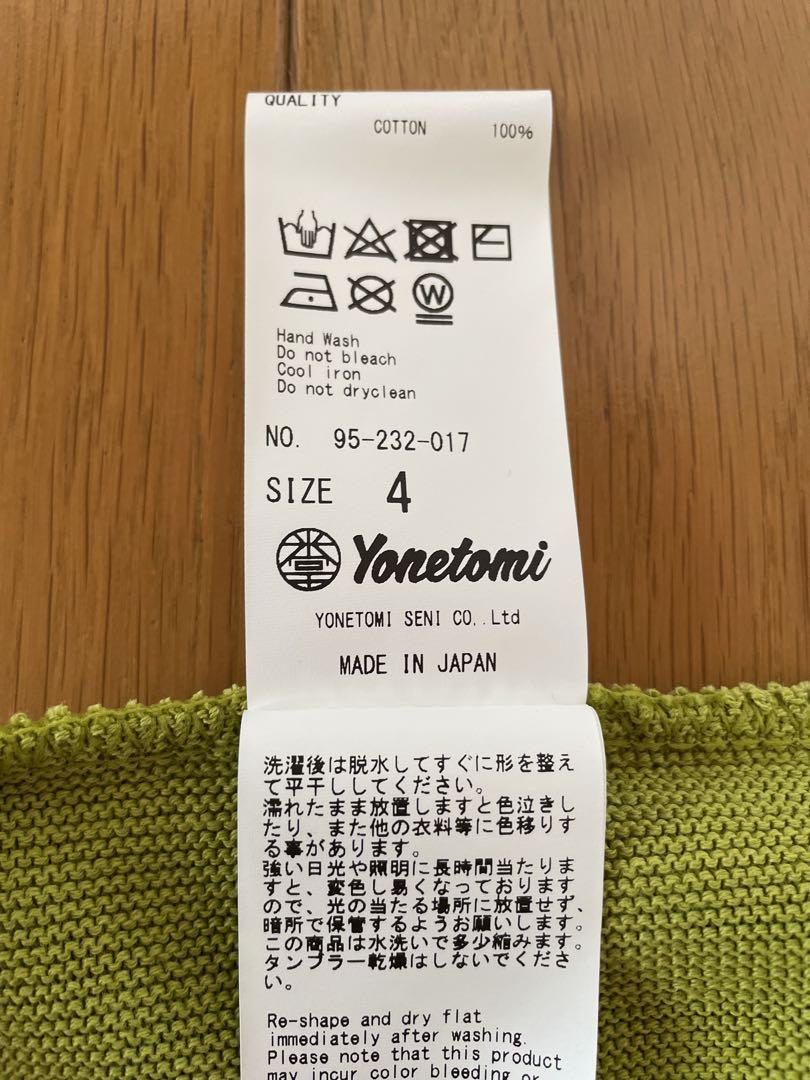 QUALITY
COTTON 100%
W
Hand Wash
Do not bleach
Cool iron
Do not dryclean
NO. 95-232-017
SIZE 4
Yonetomi
YONETOMI SENI CO.,Ltd
MADE IN JAPAN
洗濯後は脱水してすぐに形を整え
て平干ししてください。
濡れたまま放置しますと色泣きし
たり、また他の衣料等に色移りす
る事があります。
強い日光や照明に長時間当たりま
すと、変色し易くなっております
ので、光の当たる場所に放置せず、
暗所で保管するようお願いします。
この商品は水洗いで多少縮みます。
タンブラー乾燥はしないでくださ
い。
Re-shape and dry flat
immediately after washing.
Please note that this product
may incur color bleeding or